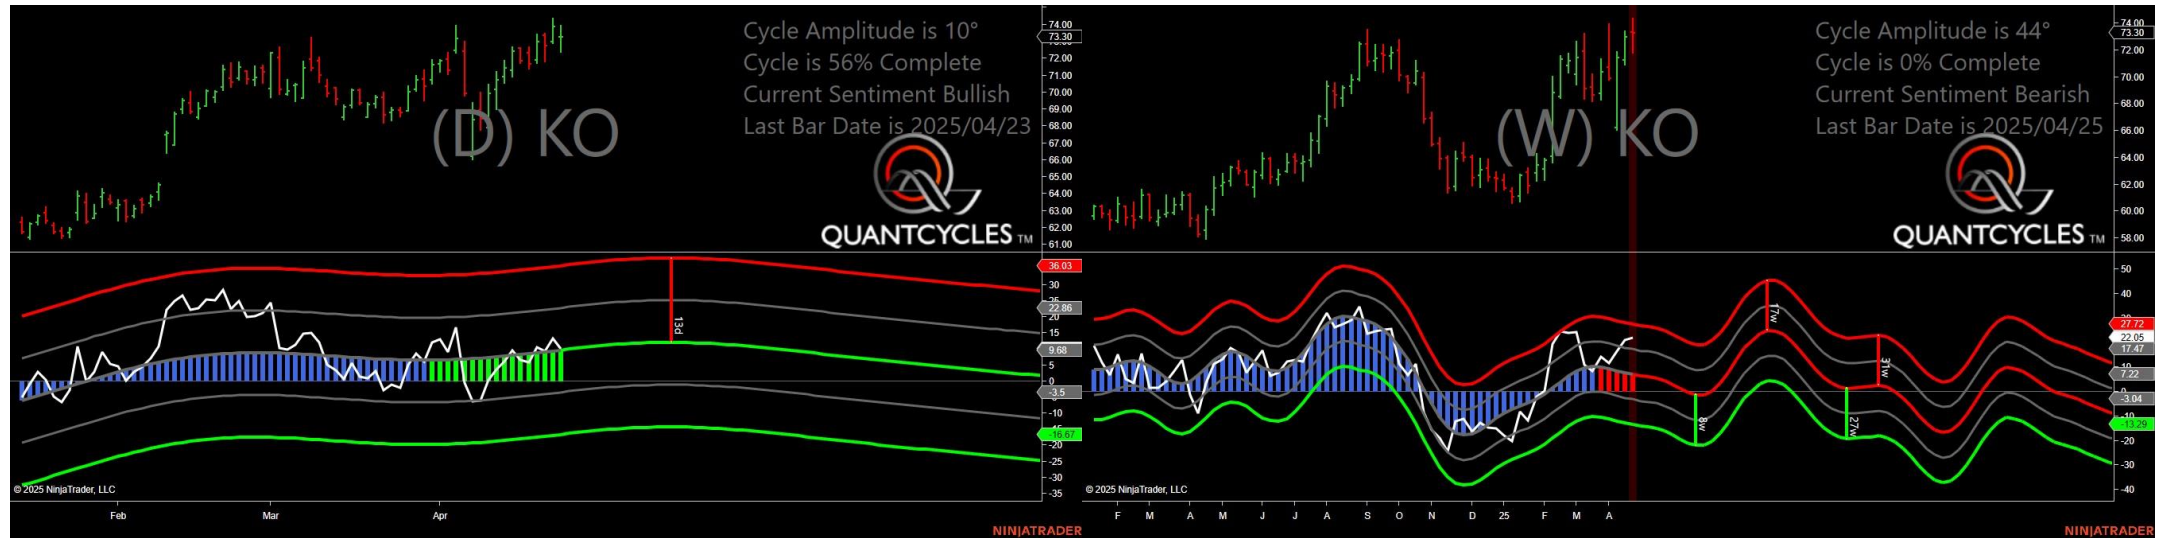 Cycle Amplitude is 10°
Cycle is 56% Complete
Current Sentiment Bullish
Last Bar Date is 2025/04/23
(D) KO
QUANTCYCLES TM
74.00
73.30
72.00
71.00
70.00
69.00
68.00
67.00
66.00
65.00
64.00
63.00
62.00
61.00
36.03
30
22.86
20
15
9.68
5
0
-3.5
-10
-16.67
-20
-25
-30
-35
13d
© 2025 NinjaTrader, LLC
Feb
Mar
Apr
NINJATRADER
Cycle Amplitude is 44°
Cycle is 0% Complete
Current Sentiment Bearish
Last Bar Date is 2025/04/25
(W) KO
QUANTCYCLES TM
74.00
73.30
72.00
70.00
68.00
66.00
64.00
62.00
60.00
58.00
50
40
27.72
22.05
17.47
7.22
-3.04
-13.29
-20
-30
-40
8w
17w
27w
31w
© 2025 NinjaTrader, LLC
F M A M J J A S O N D 25 F M A
NINJATRADER